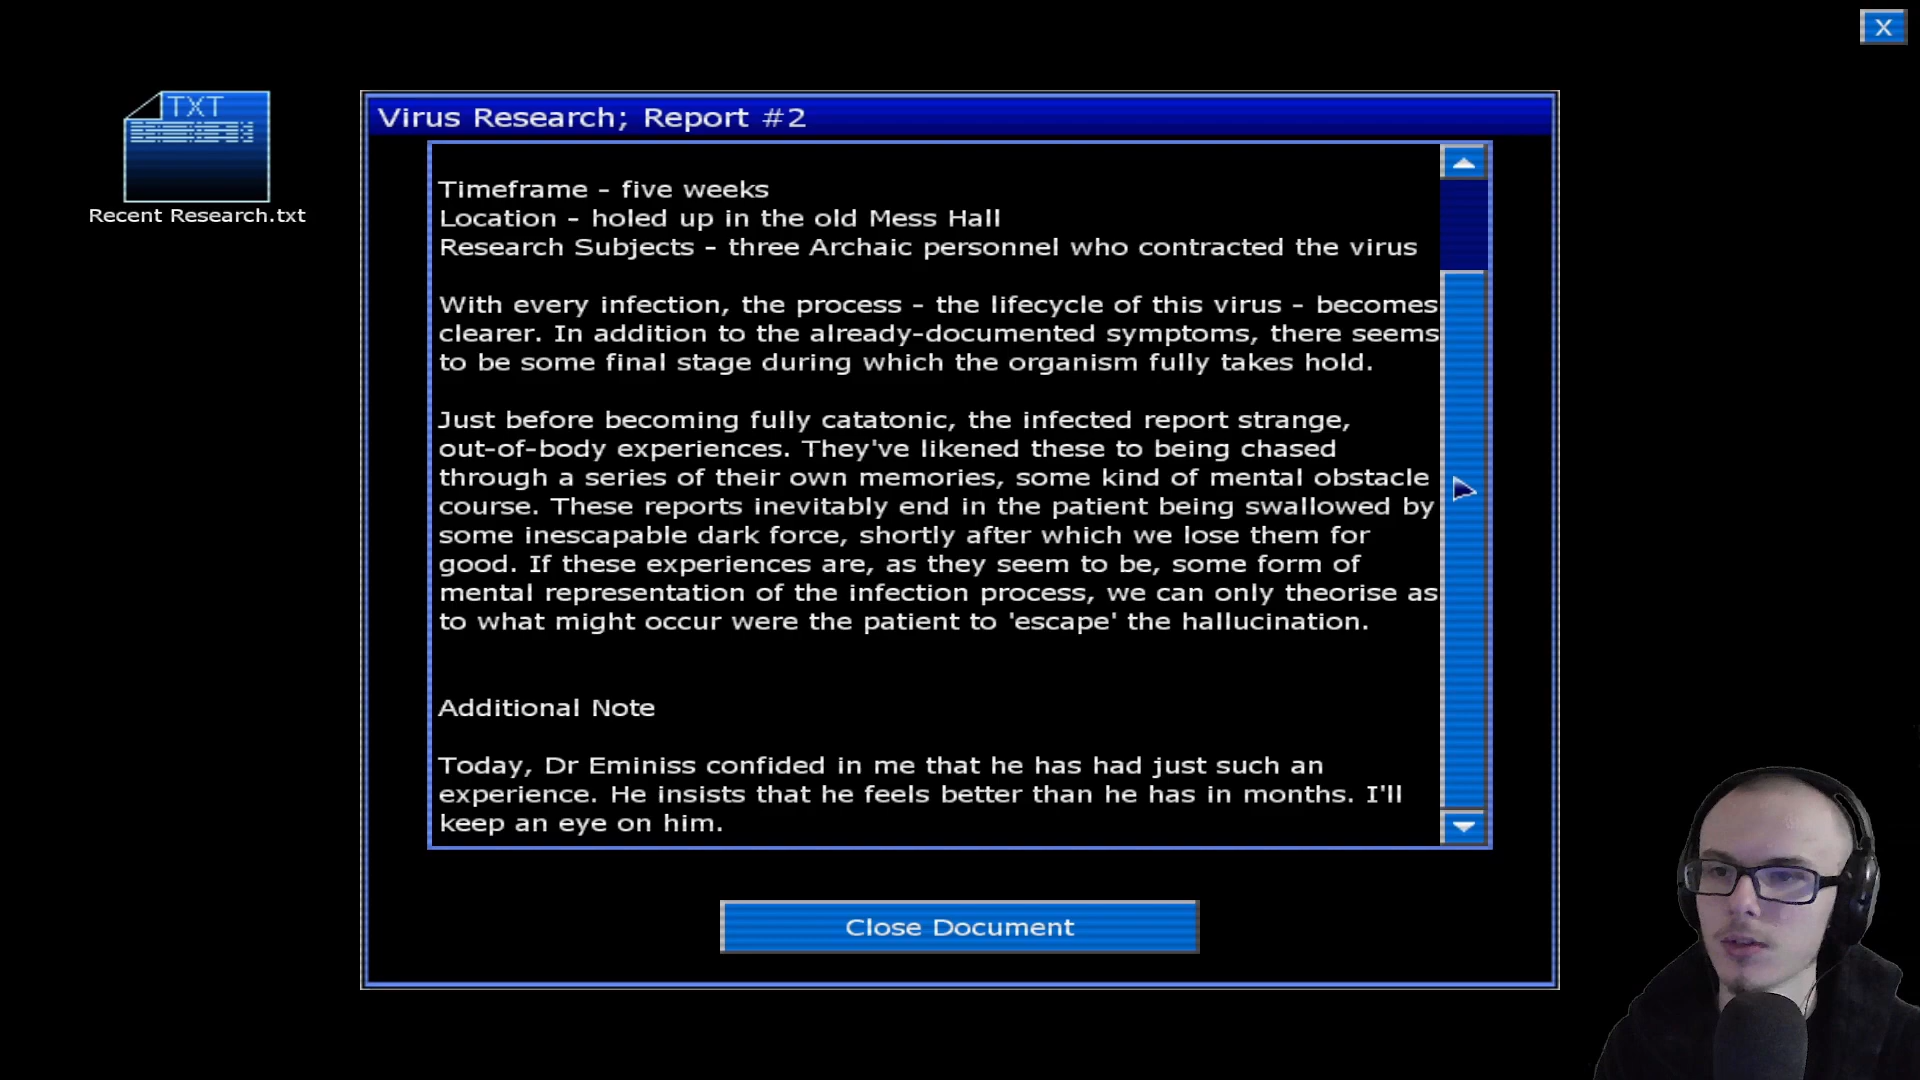 X
TXT
Recent Research.txt
Virus Research; Report #2
Timeframe - five weeks
Location - holed up in the old Mess Hall
Research Subjects - three Archaic personnel who contracted the virus
With every infection, the process - the lifecycle of this virus - becomes
clearer. In addition to the already-documented symptoms, there seems
to be some final stage during which the organism fully takes hold.
Just before becoming fully catatonic, the infected report strange,
out-of-body experiences. They've likened these to being chased
through a series of their own memories, some kind of mental obstacle
course. These reports inevitably end in the patient being swallowed by
some inescapable dark force, shortly after which we lose them for
good. If these experiences are, as they seem to be, some form of
mental representation of the infection process, we can only theorise as
to what might occur were the patient to 'escape' the hallucination.
Additional Note
Today, Dr Eminiss confided in me that he has had just such an
experience. He insists that he feels better than he has in months. I'll
keep an eye on him.
Close Document